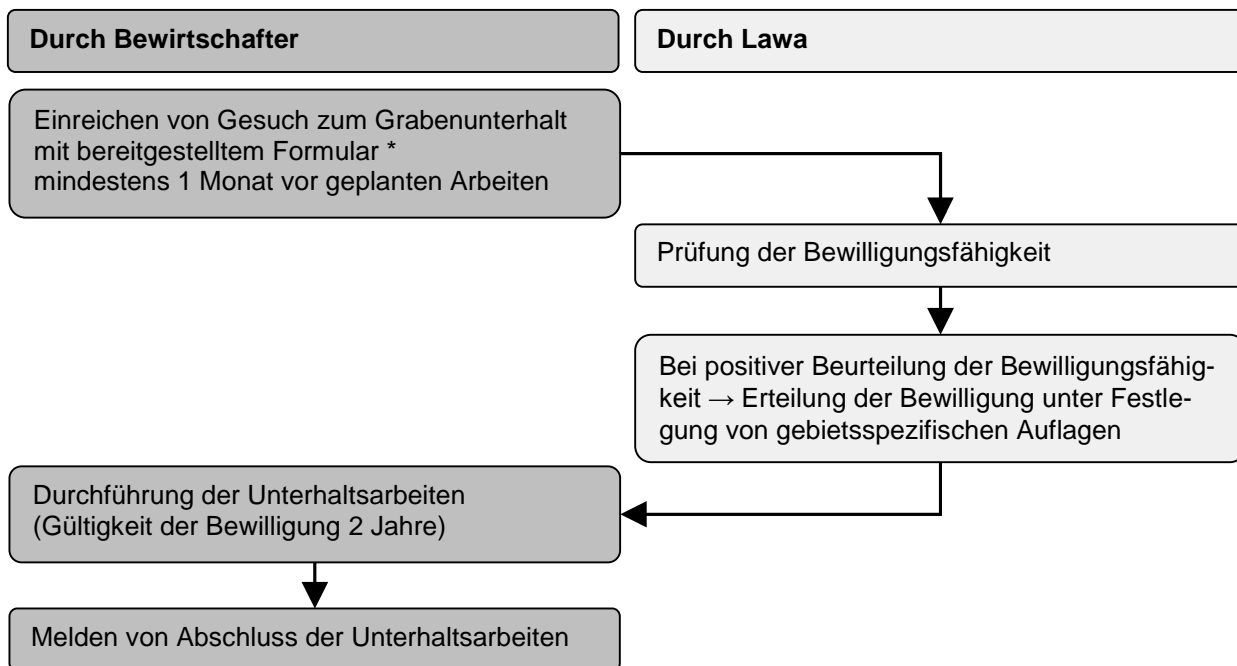 Durch Bewirtschafter
Durch Lawa
Einreichen von Gesuch zum Grabenunterhalt
mit bereitgestelltem Formular *
mindestens 1 Monat vor geplanten Arbeiten
Prüfung der Bewilligungsfähigkeit
Bei positiver Beurteilung der Bewilligungsfähig-
keit → Erteilung der Bewilligung unter Festle-
gung von gebietsspezifischen Auflagen
Durchführung der Unterhaltsarbeiten
(Gültigkeit der Bewilligung 2 Jahre)
Melden von Abschluss der Unterhaltsarbeiten